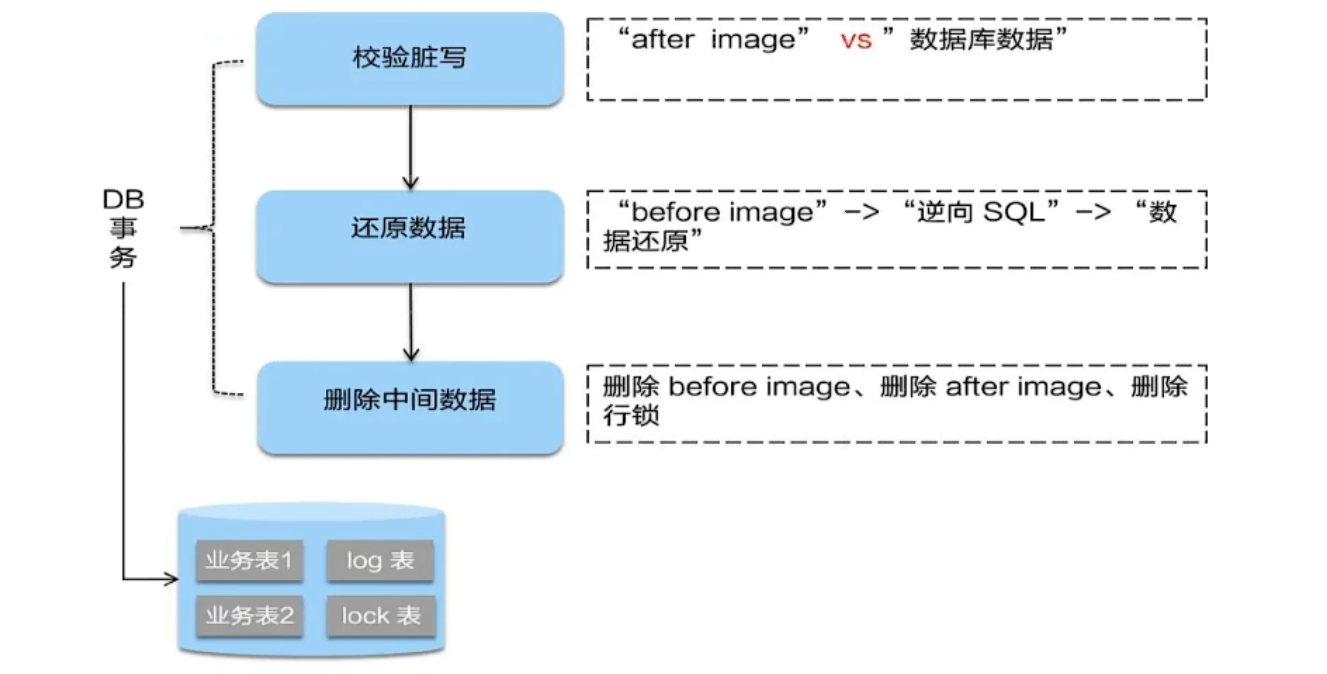 校验脏写
“after image” vs ”数据库数据”
DB
事
务
还原数据
“before image”–>“逆向 SQL”–>“数
据还原”
删除中间数据
删除 before image、删除 after image、删除
行锁
业务表1
log 表
业务表2
lock 表